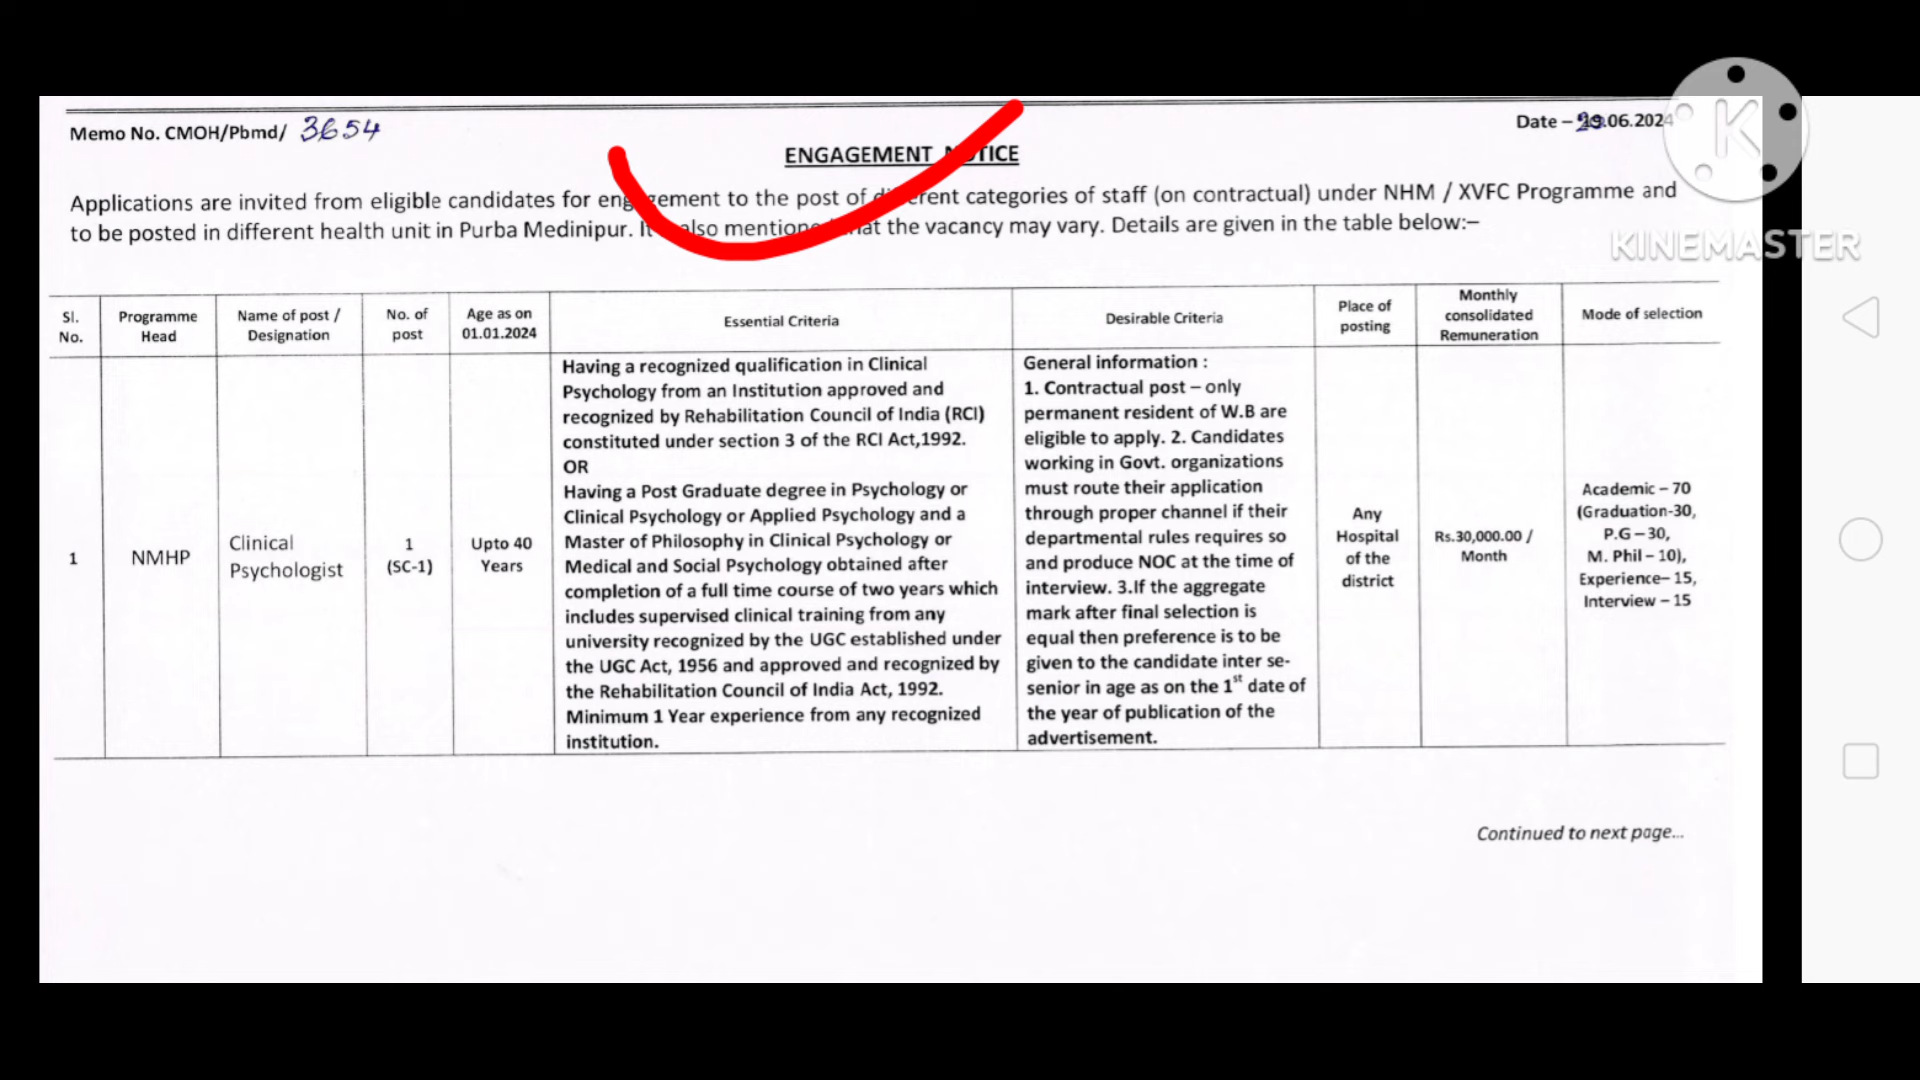 Memo No. CMOH/Pbmd/ 3654
Date – .06.2024
ENGAGEMENT NOTICE
Applications are invited from eligible candidates for engagement to the post of different categories of staff (on contractual) under NHM / XVFC Programme and
to be posted in different health unit in Purba Medinipur. It also mentioned that the vacancy may vary. Details are given in the table below:–
KINEMASTER
Sl. No.
Programme Head
Name of post / Designation
No. of post
Age as on 01.01.2024
Essential Criteria
Desirable Criteria
Place of posting
Monthly consolidated Remuneration
Mode of selection
1
NMHP
Clinical
Psychologist
1
(SC-1)
Upto 40
Years
Having a recognized qualification in Clinical
Psychology from an Institution approved and
recognized by Rehabilitation Council of India (RCI)
constituted under section 3 of the RCI Act,1992.
OR
Having a Post Graduate degree in Psychology or
Clinical Psychology or Applied Psychology and a
Master of Philosophy in Clinical Psychology or
Medical and Social Psychology obtained after
completion of a full time course of two years which
includes supervised clinical training from any
university recognized by the UGC established under
the UGC Act, 1956 and approved and recognized by
the Rehabilitation Council of India Act, 1992.
Minimum 1 Year experience from any recognized
institution.
General information :
1. Contractual post – only
permanent resident of W.B are
eligible to apply. 2. Candidates
working in Govt. organizations
must route their application
through proper channel if their
departmental rules requires so
and produce NOC at the time of
interview. 3.If the aggregate
mark after final selection is
equal then preference is to be
given to the candidate inter se-
senior in age as on the 1st date of
the year of publication of the
advertisement.
Any
Hospital
of the
district
Rs.30,000.00 /
Month
Academic – 70
(Graduation-30,
P.G – 30,
M. Phil – 10),
Experience– 15,
Interview – 15
Continued to next page...